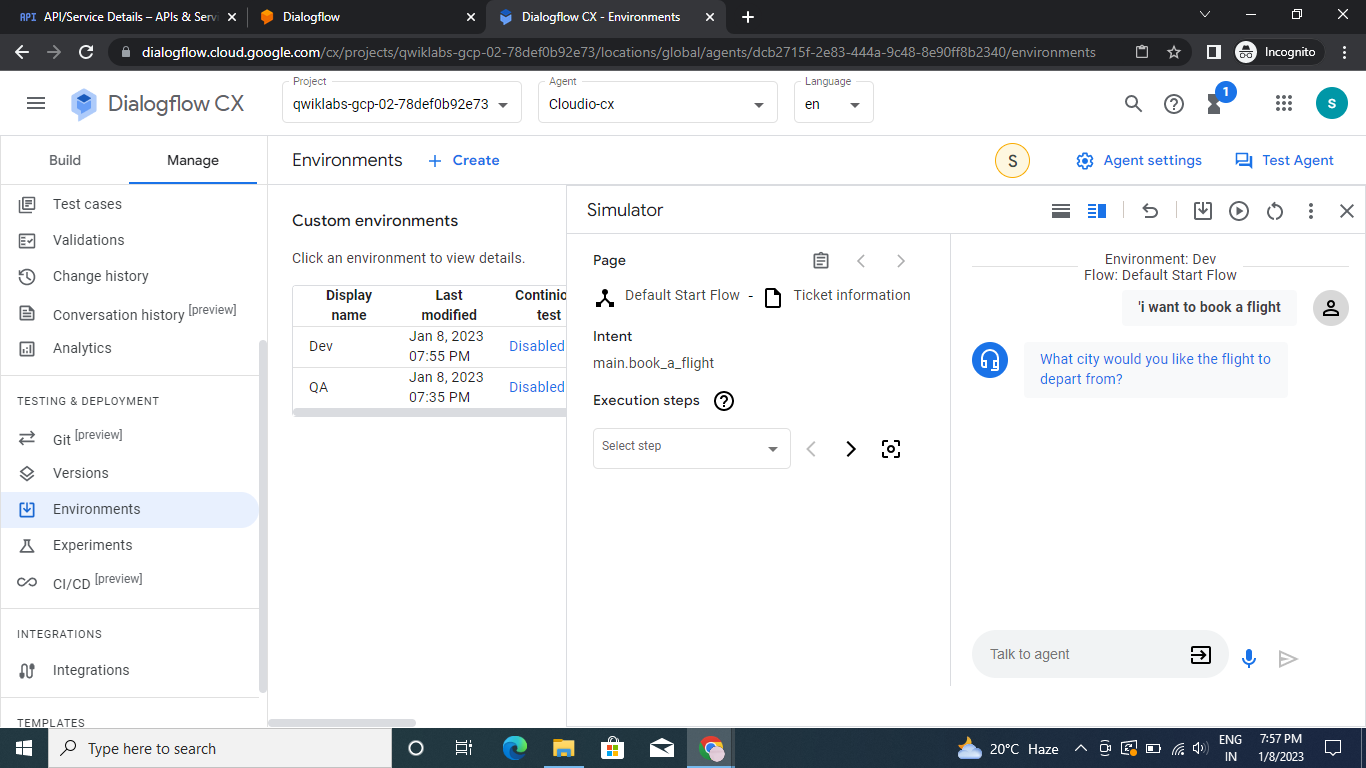 API API/Service Details – APIs & Serv
Dialogflow
Dialogflow CX - Environments
dialogflow.cloud.google.com/cx/projects/qwiklabs-gcp-02-78def0b92e73/locations/global/agents/dcb2715f-2e83-444a-9c48-8e90ff8b2340/environments
Incognito
Dialogflow CX
Project
qwiklabs-gcp-02-78def0b92e73
Agent
Cloudio-cx
Language
en
1
S
Build
Manage
Environments
Create
S
Agent settings
Test Agent
Test cases
Validations
Change history
Conversation history [preview]
Analytics
TESTING & DEPLOYMENT
Git [preview]
Versions
Environments
Experiments
CI/CD [preview]
INTEGRATIONS
Integrations
TEMPLATES
Custom environments
Click an environment to view details.
Display name
Last modified
Continio test
Dev
Jan 8, 2023 07:55 PM
Disabled
QA
Jan 8, 2023 07:35 PM
Disabled
Simulator
Page
Default Start Flow - Ticket information
Intent
main.book_a_flight
Execution steps
Select step
Environment: Dev
Flow: Default Start Flow
'i want to book a flight
What city would you like the flight to
depart from?
Talk to agent
Type here to search
20°C Haze
ENG
IN
7:57 PM
1/8/2023